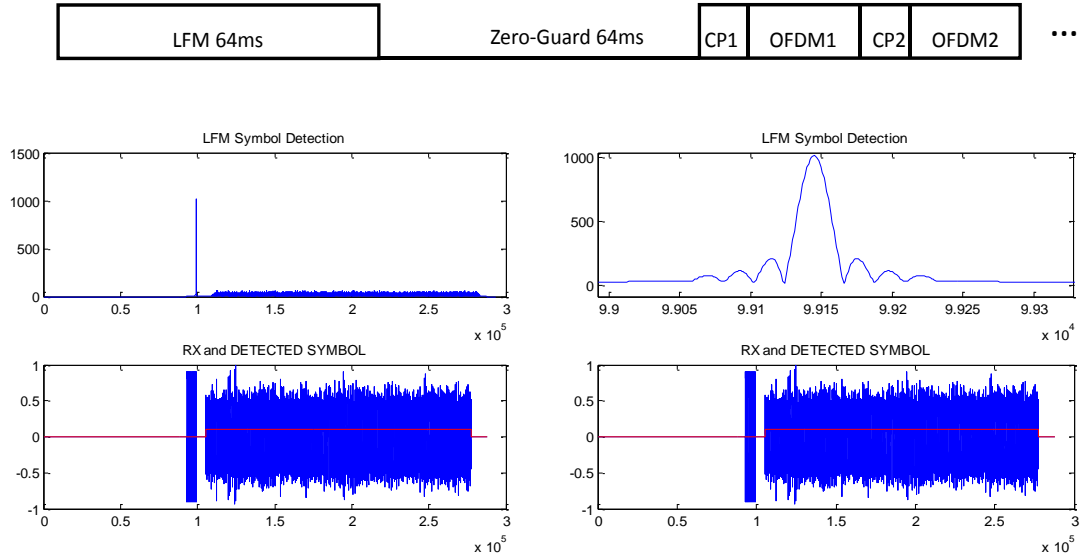 LFM 64ms Zero-Guard 64ms CP1 OFDM1 CP2 OFDM2 ...
LFM Symbol Detection
1500
1000
500
0
0 0.5 1 1.5 2 2.5 3
x 10^5
LFM Symbol Detection
1000
500
0
9.9 9.905 9.91 9.915 9.92 9.925 9.93
x 10^4
RX and DETECTED SYMBOL
1
0.5
0
-0.5
-1
0 0.5 1 1.5 2 2.5 3
x 10^5
RX and DETECTED SYMBOL
1
0.5
0
-0.5
-1
0 0.5 1 1.5 2 2.5 3
x 10^5